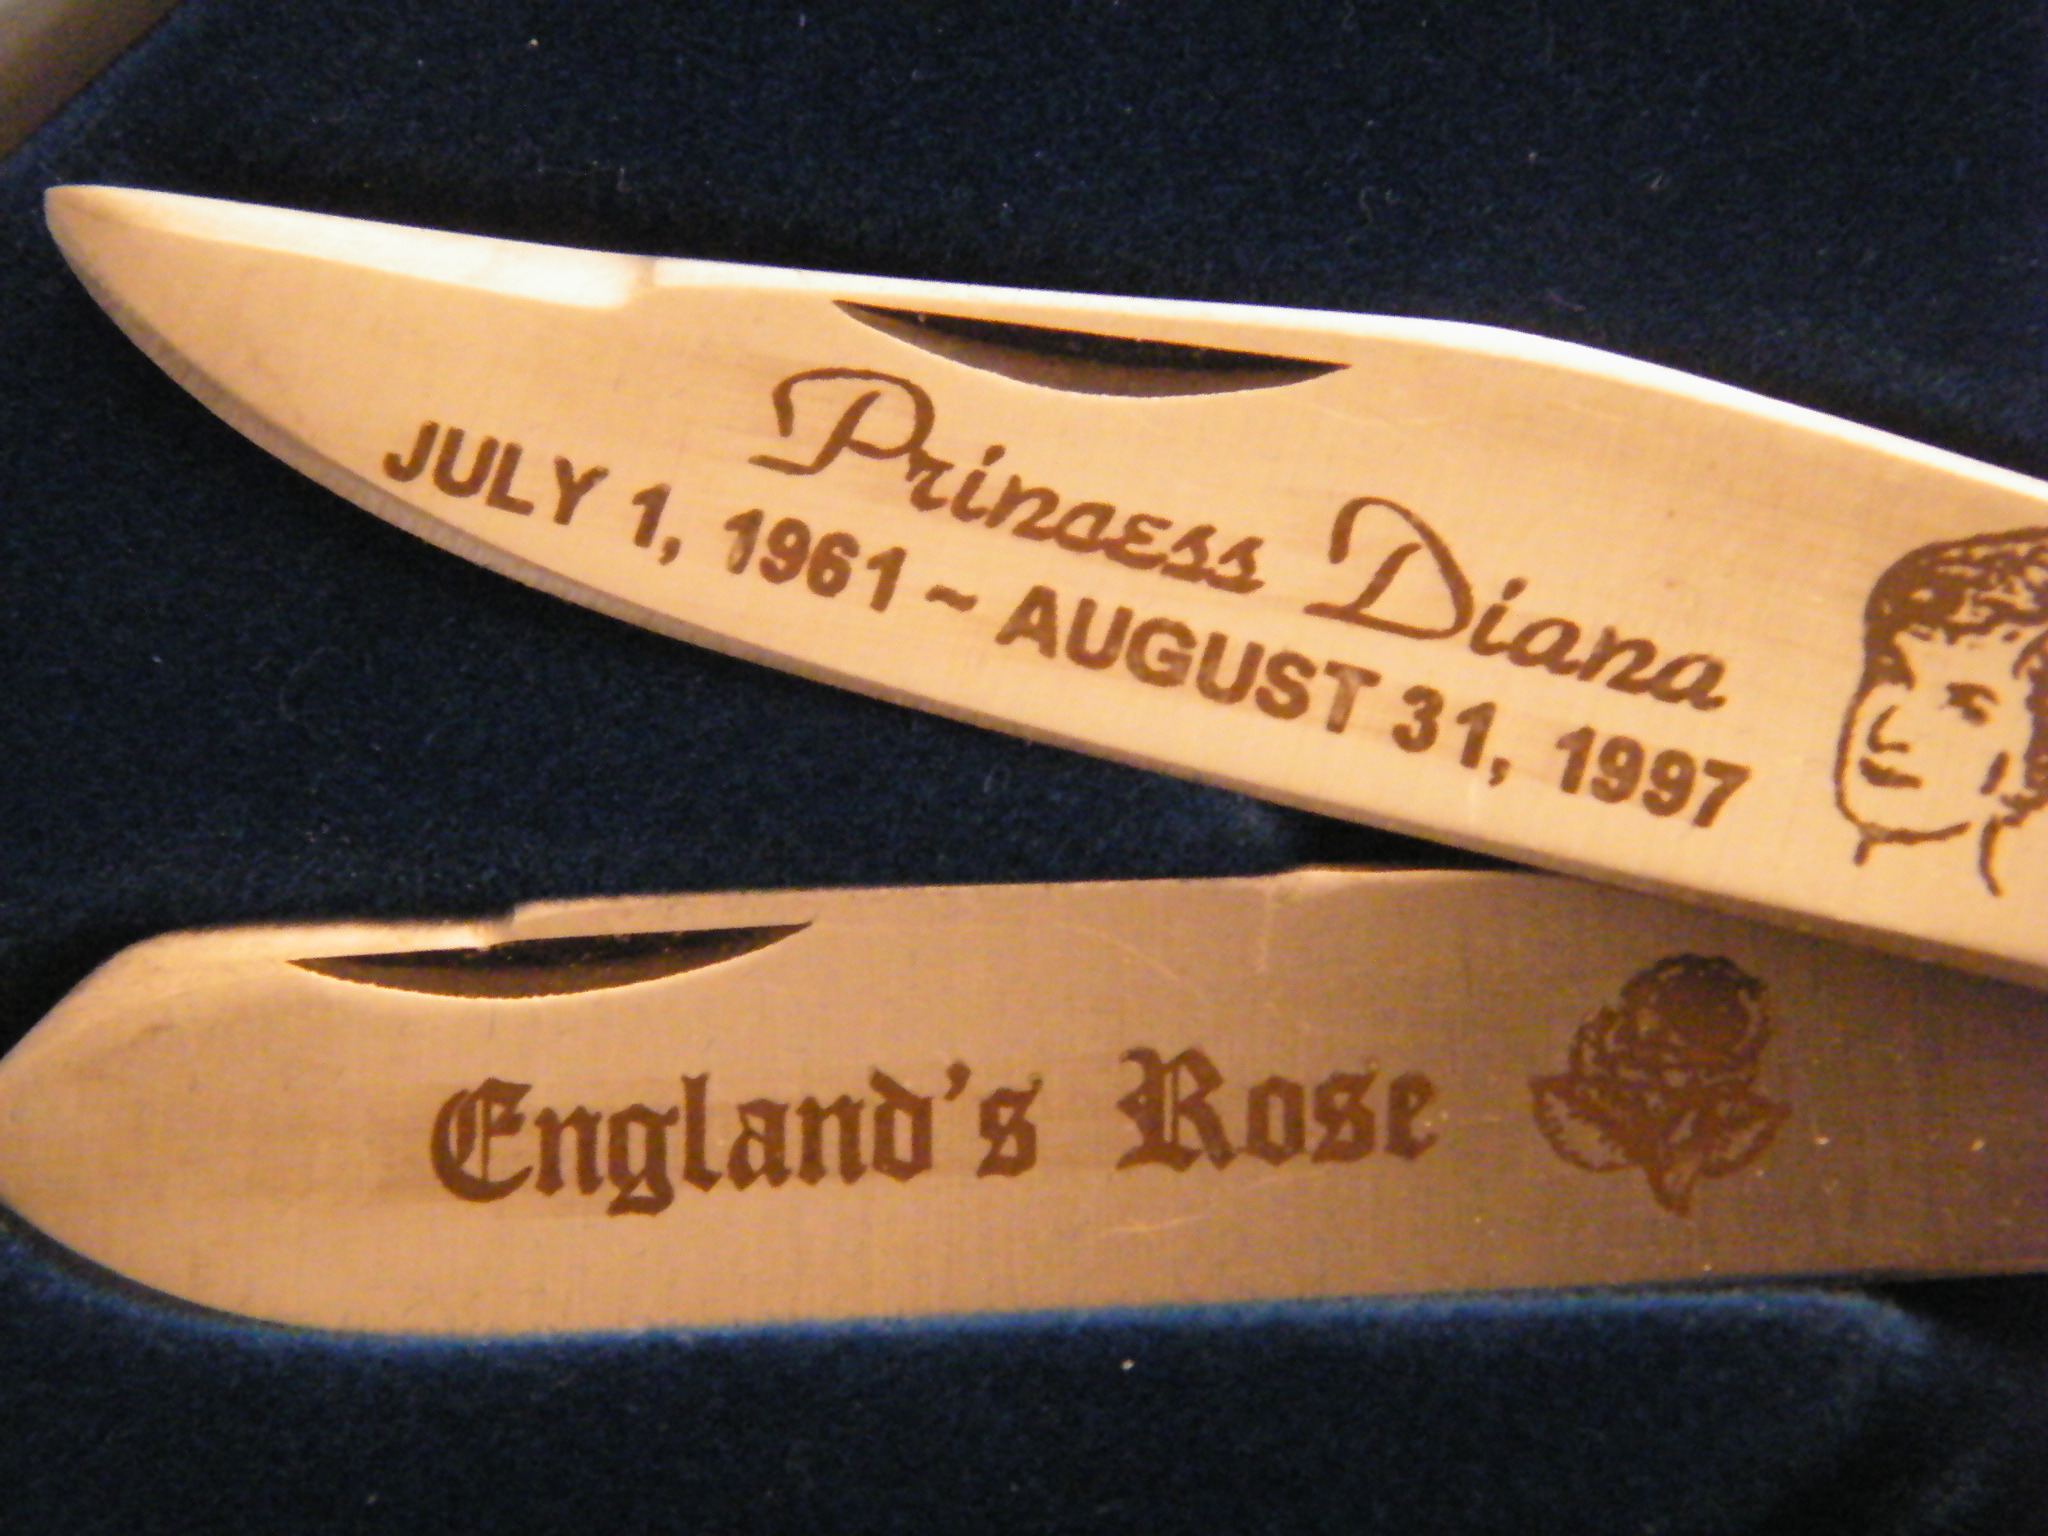 Princess Diana
JULY 1, 1961 ~ AUGUST 31, 1997
England's Rose